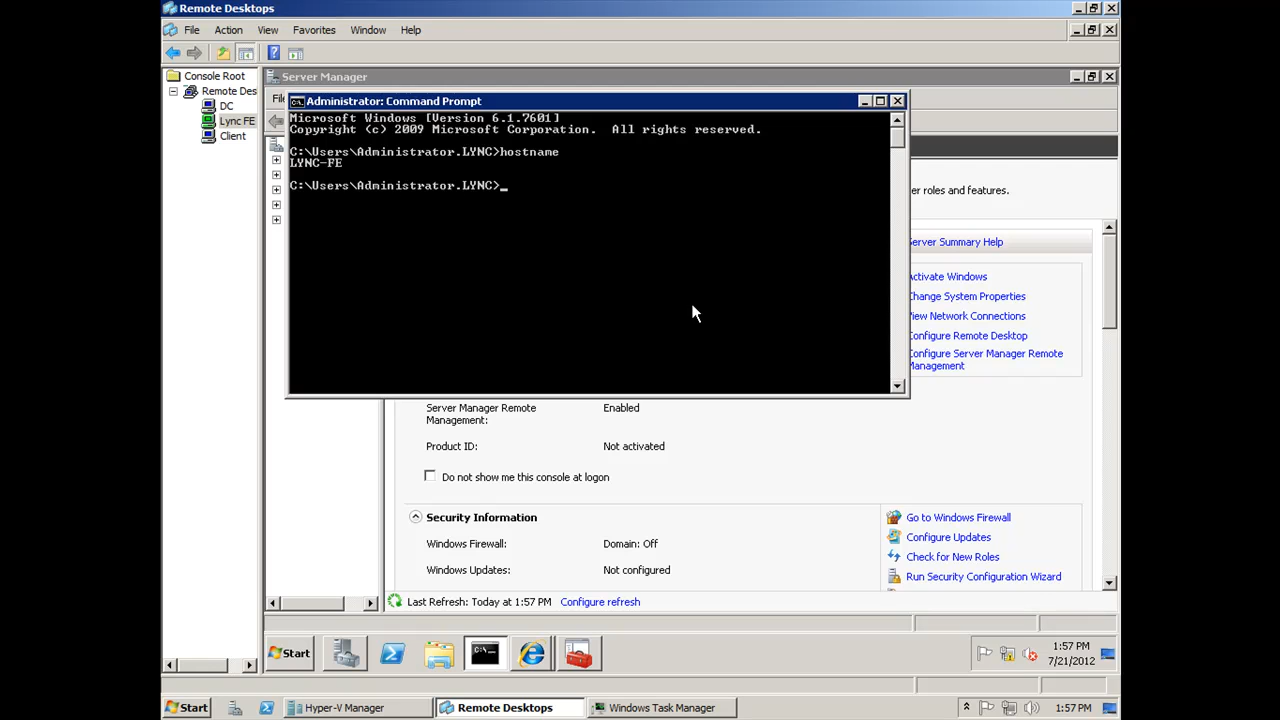 Remote Desktops
File Action View Favorites Window Help
Console Root
Remote Des
DC
Lync FE
Client
Server Manager
Administrator: Command Prompt
Microsoft Windows [Version 6.1.7601]
Copyright (c) 2009 Microsoft Corporation.  All rights reserved.
C:\Users\Administrator.LYNC>hostname
LYNC-FE
C:\Users\Administrator.LYNC>_
er roles and features.
Server Summary Help
Activate Windows
Change System Properties
View Network Connections
Configure Remote Desktop
Configure Server Manager Remote
Management
Server Manager Remote Enabled
Management:
Product ID: Not activated
Do not show me this console at logon
Security Information
Windows Firewall: Domain: Off
Windows Updates: Not configured
Go to Windows Firewall
Configure Updates
Check for New Roles
Run Security Configuration Wizard
Last Refresh: Today at 1:57 PM Configure refresh
Start
C:\_
1:57 PM
7/21/2012
Start Hyper-V Manager Remote Desktops Windows Task Manager 1:57 PM